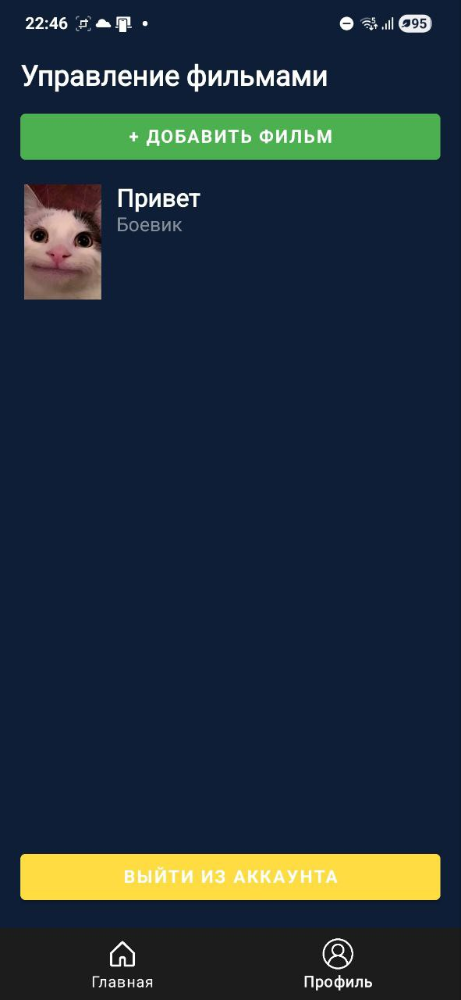 22:46
95
Управление фильмами
+ ДОБАВИТЬ ФИЛЬМ
Привет
Боевик
ВЫЙТИ ИЗ АККАУНТА
Главная
Профиль